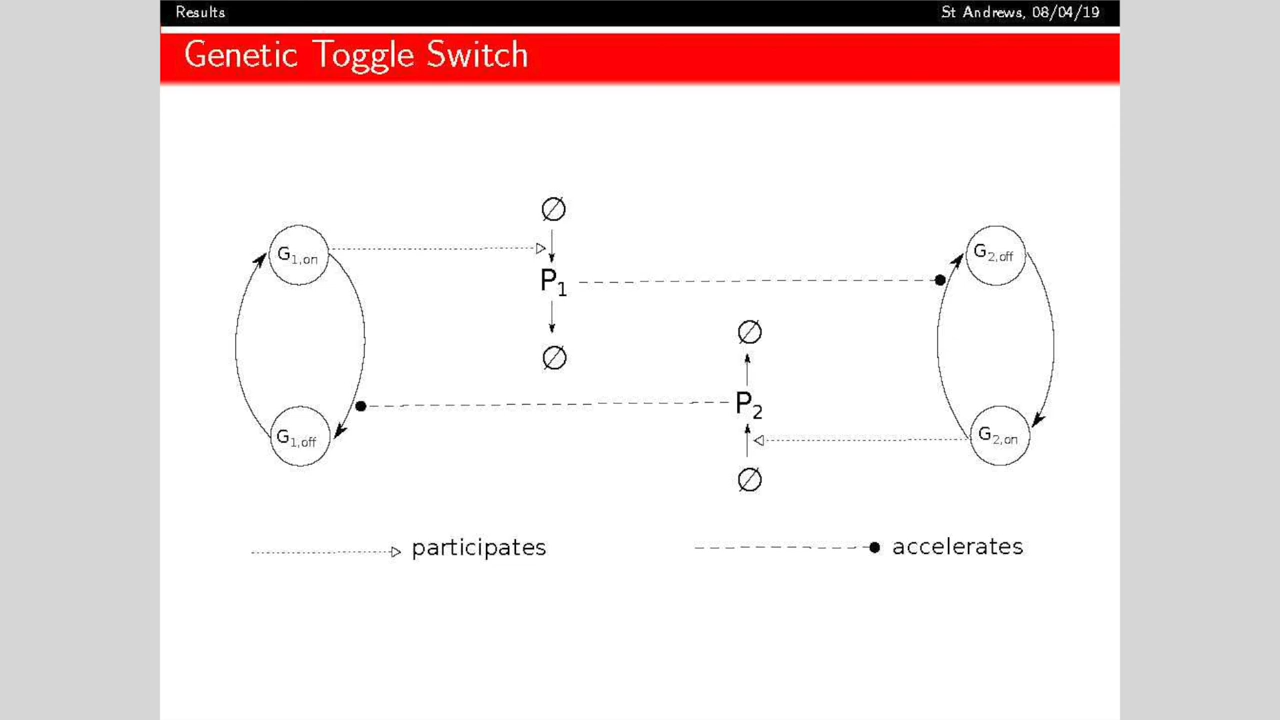 Results St Andrews, 08/04/19
Genetic Toggle Switch
∅
G1,on
G2,off
P1
∅
∅
P2
G1,off
G2,on
∅
participates
accelerates